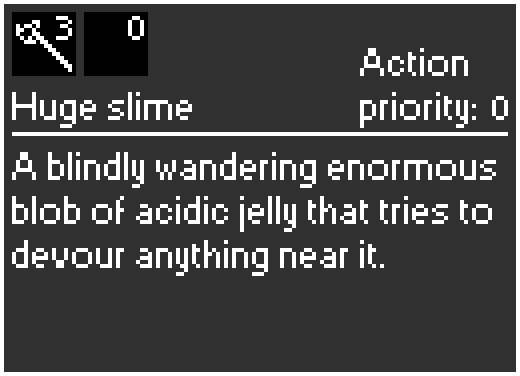 3 0
Action
Huge slime priority: 0
A blindly wandering enormous
blob of acidic jelly that tries to
devour anything near it.